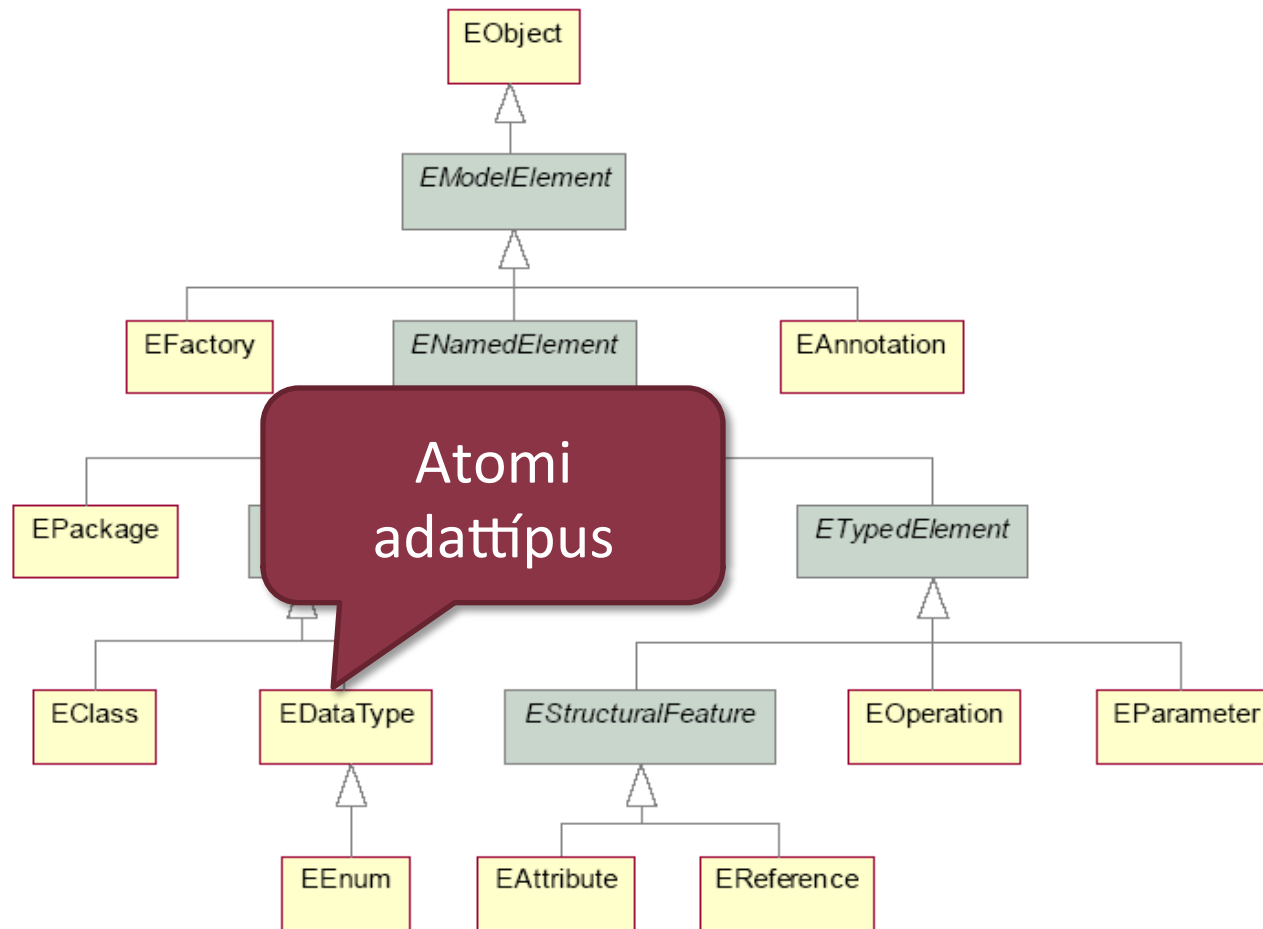 EObject
EModelElement
EFactory
ENamedElement
EAnnotation
Atomi
adattípus
EPackage
ETypedElement
EClass
EDataType
EStructuralFeature
EOperation
EParameter
EEnum
EAttribute
EReference